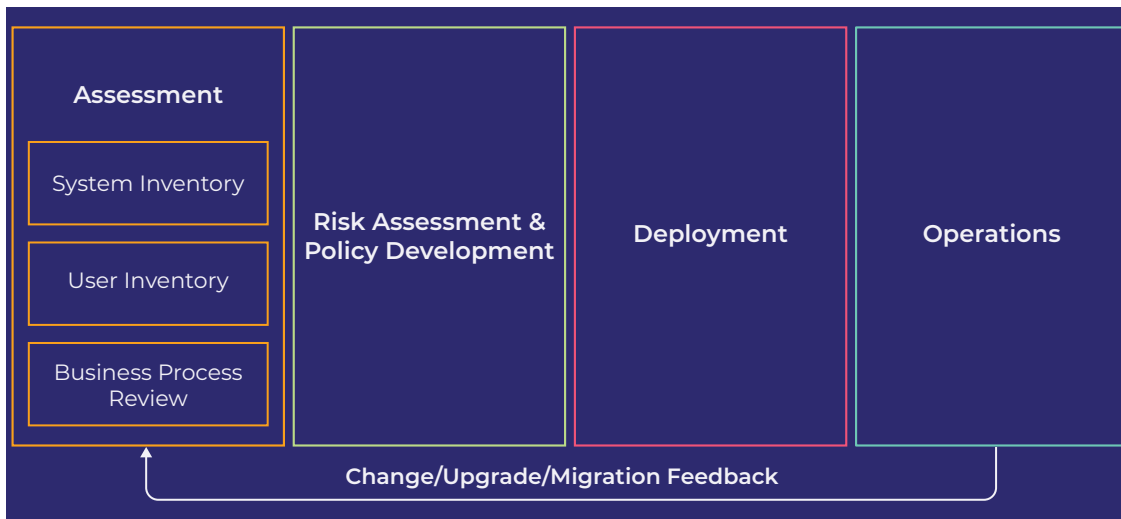 Assessment
System Inventory
User Inventory
Business Process
Review
Risk Assessment &
Policy Development
Deployment
Operations
Change/Upgrade/Migration Feedback